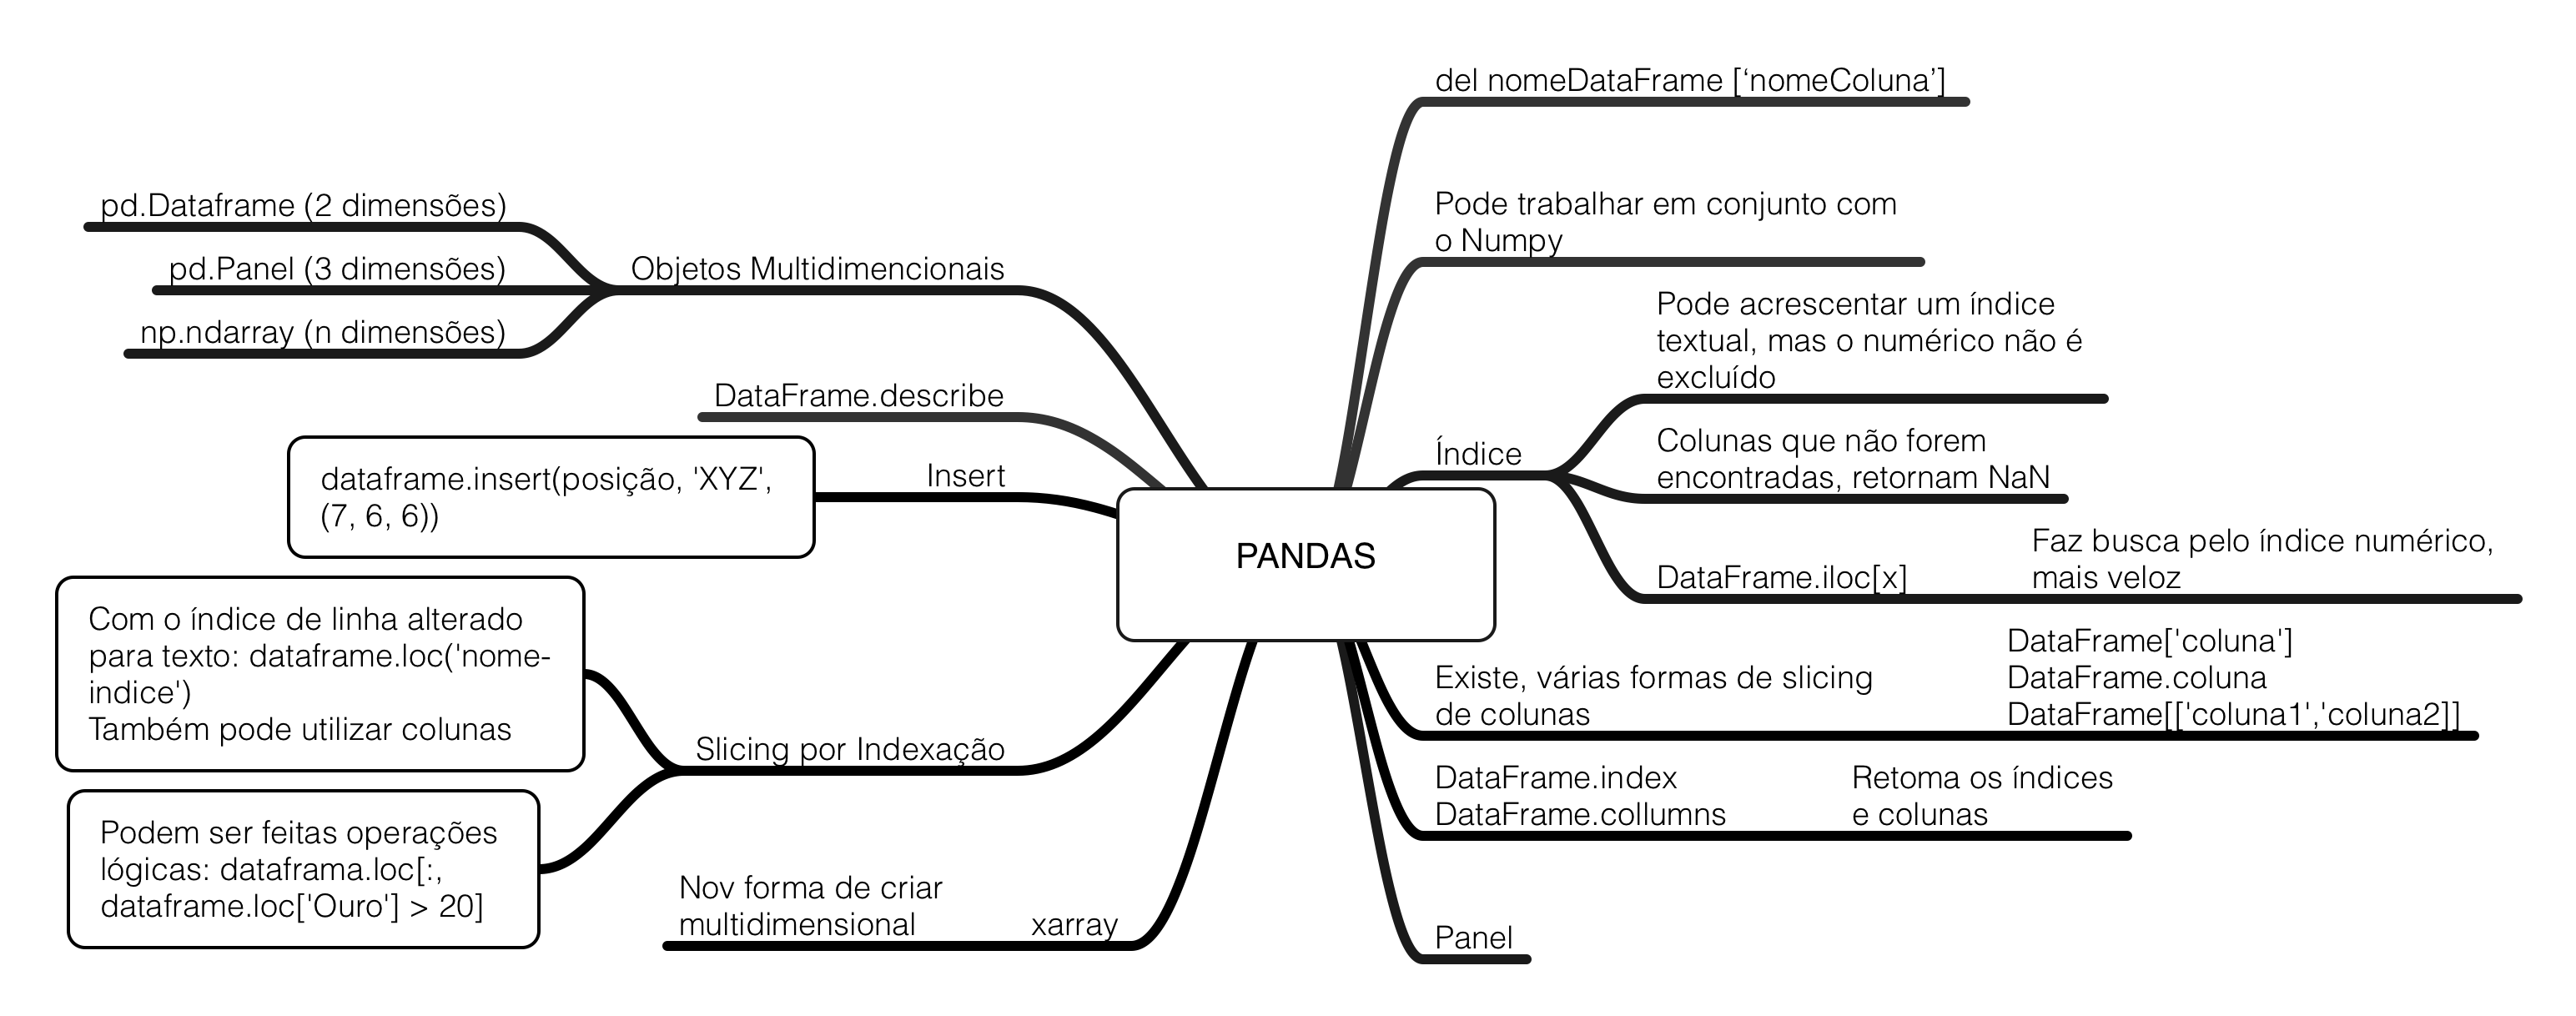 PANDAS
del nomeDataFrame [‘nomeColuna’]
Pode trabalhar em conjunto com
o Numpy
Índice
Pode acrescentar um índice
textual, mas o numérico não é
excluído
Colunas que não forem
encontradas, retornam NaN
DataFrame.iloc[x]
Faz busca pelo índice numérico,
mais veloz
Existe, várias formas de slicing
de colunas
DataFrame['coluna']
DataFrame.coluna
DataFrame[['coluna1','coluna2]]
DataFrame.index
DataFrame.collumns
Retoma os índices
e colunas
Panel
Objetos Multidimencionais
pd.Dataframe (2 dimensões)
pd.Panel (3 dimensões)
np.ndarray (n dimensões)
DataFrame.describe
Insert
dataframe.insert(posição, 'XYZ',
(7, 6, 6))
Slicing por Indexação
Com o índice de linha alterado
para texto: dataframe.loc('nome-
indice')
Também pode utilizar colunas
Podem ser feitas operações
lógicas: dataframa.loc[:,
dataframe.loc['Ouro'] > 20]
xarray
Nov forma de criar
multidimensional